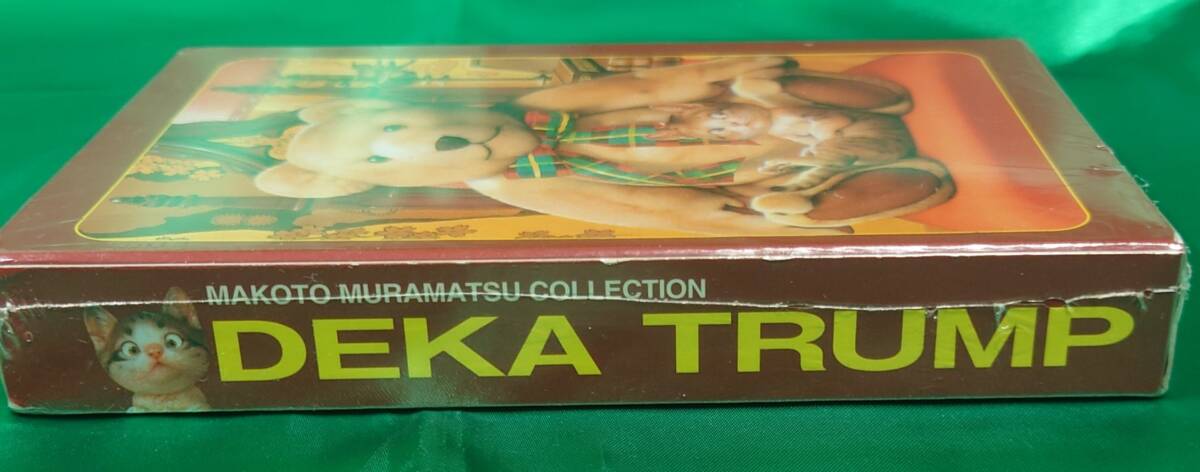 MAKOTO MURAMATSU COLLECTION
DEKA TRUMP